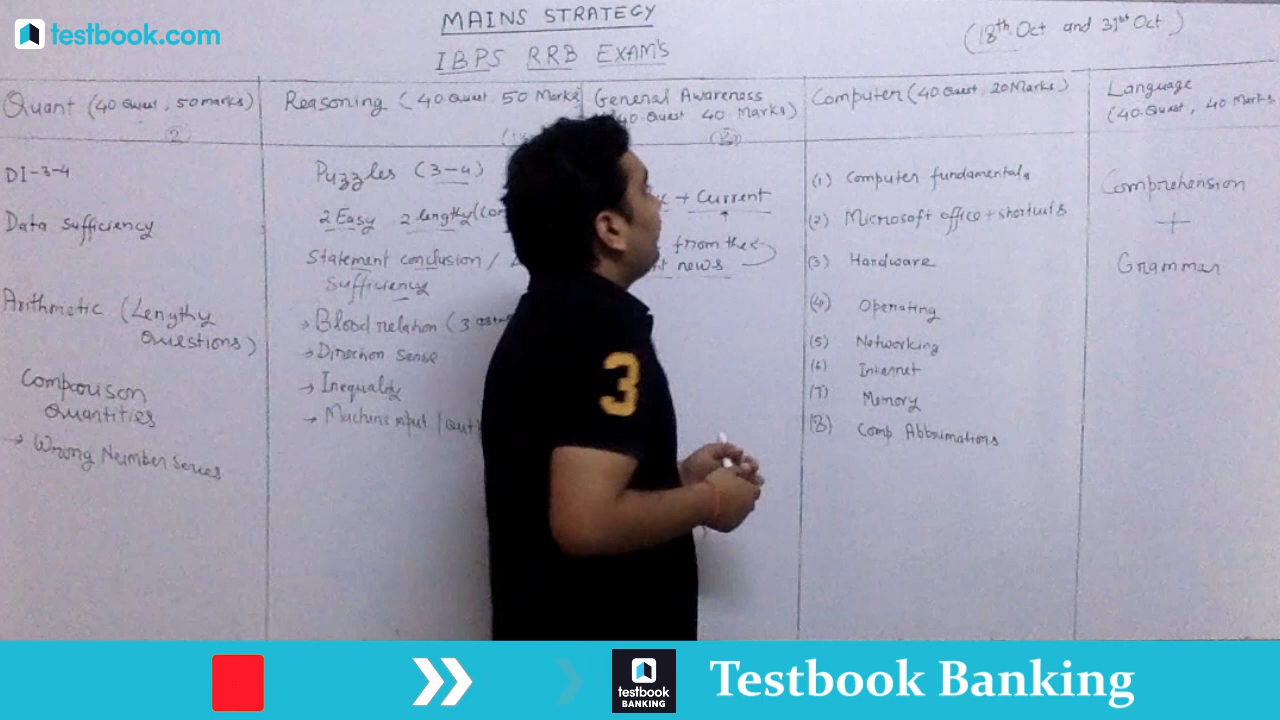 testbook.com
MAINS STRATEGY
IBPS RRB EXAM'S
(18th Oct and 31st Oct)
Quant (40 Quest, 50 marks)
2
DI-3-4
Data Sufficiency
Arithmetic (Lengthy
Questions)
Comparison
Quantities
→ Wrong Number Series
Reasoning (40 Quest, 50 Marks
Puzzles (3-4)
2 Easy 2 lengthy
Statement conclusion /
Sufficiency
→ Blood relation (3
→ Direction Sense
→ Inequality
→ Machine input /
General Awareness
40 Quest 40 Marks)
+ Current
from the
news
Computer (40 Quest, 20 Marks)
(1) Computer fundamentals
(2) Microsoft office + shortcuts
(3) Hardware
(4) Operating
(5) Networking
(6) Internet
(7) Memory
(8) Comp Abbrivations
Language
(40 Quest, 40 Marks
Comprehension
+
Grammar
3
testbook
BANKING
Testbook Banking